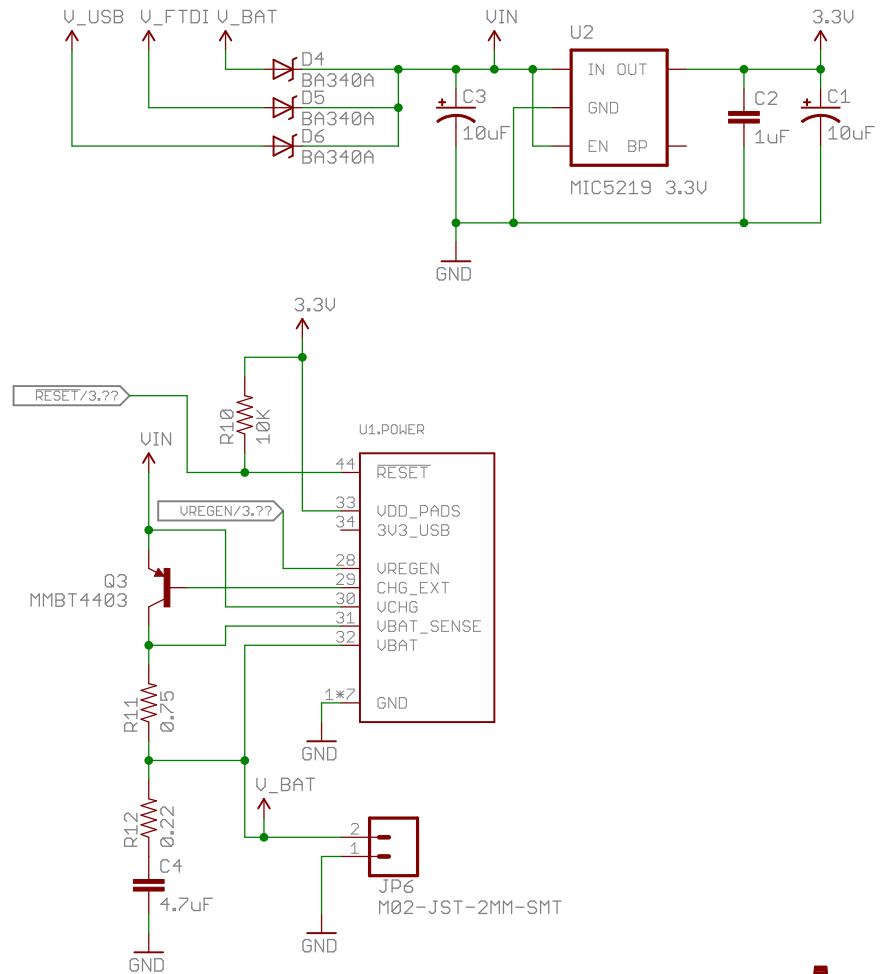 V_USB V_FTDI V_BAT
VIN
3.3V
D4
BA340A
D5
BA340A
D6
BA340A
C3
10uF
U2
IN OUT
GND
EN BP
MIC5219 3.3V
C2
1uF
C1
10uF
GND
3.3V
RESET/3.??
R10
10K
VIN
U1.POWER
44 RESET
VREGEN/3.??
33 VDD_PADS
34 3V3_USB
28 VREGEN
29 CHG_EXT
30 VCHG
31 VBAT_SENSE
32 VBAT
1*7 GND
Q3
MMBT4403
R11
0.75
GND
V_BAT
R12
0.22
2
1
C4
4.7uF
JP6
M02-JST-2MM-SMT
GND
GND